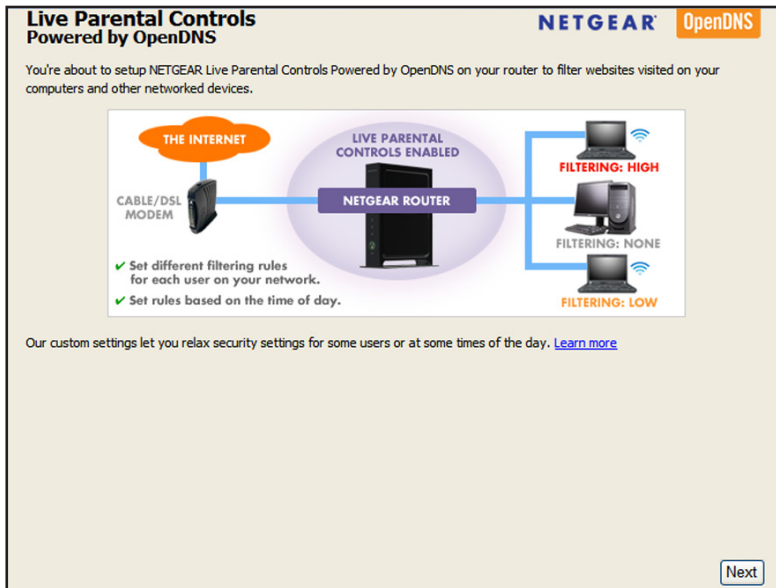 Live Parental Controls
Powered by OpenDNS
NETGEAR
OpenDNS
You're about to setup NETGEAR Live Parental Controls Powered by OpenDNS on your router to filter websites visited on your
computers and other networked devices.
THE INTERNET
CABLE/DSL
MODEM
LIVE PARENTAL
CONTROLS ENABLED
NETGEAR ROUTER
FILTERING: HIGH
FILTERING: NONE
FILTERING: LOW
✓ Set different filtering rules
for each user on your network.
✓ Set rules based on the time of day.
Our custom settings let you relax security settings for some users or at some times of the day. Learn more
Next